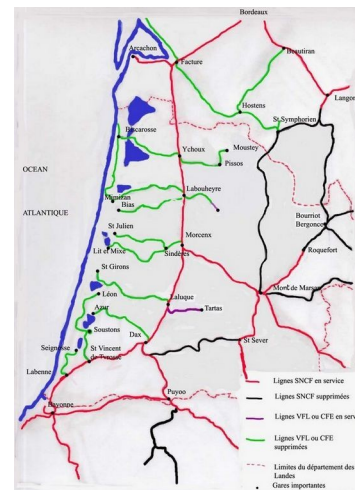 Bordeaux
Arcachon
Beautiran
Facture
Langon
Hostens
St Symphorien
Biscarosse
Ychoux
Moustey
Pissos
OCEAN
Labouheyre
Mimizan
Bias
ATLANTIQUE
St Julien
Bourriot
Bergonce
Morcenx
Lit et Mixe
Sindères
Roquefort
St Girons
Léon
Mont de Marsan
Azur
Laluque
Tartas
Soustons
Dax
St Sever
Seignosse
St Vincent
de Tyrosse
Labenne
Lignes SNCF en service
Puyoo
Lignes SNCF supprimées
Bayonne
Lignes VFL ou CFE en serv
Lignes VFL ou CFE
supprimées
Limites du département des
Landes
Gares importantes